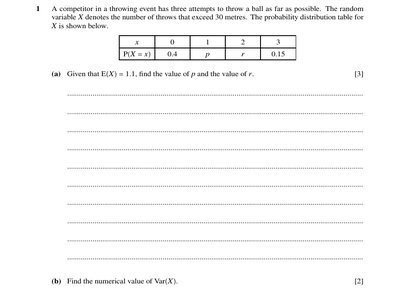 1 A competitor in a throwing event has three attempts to throw a ball as far as possible. The random
variable X denotes the number of throws that exceed 30 metres. The probability distribution table for
X is shown below.
x 0 1 2 3
P(X = x) 0.4 p r 0.15
(a) Given that E(X) = 1.1, find the value of p and the value of r. [3]
(b) Find the numerical value of Var(X). [2]